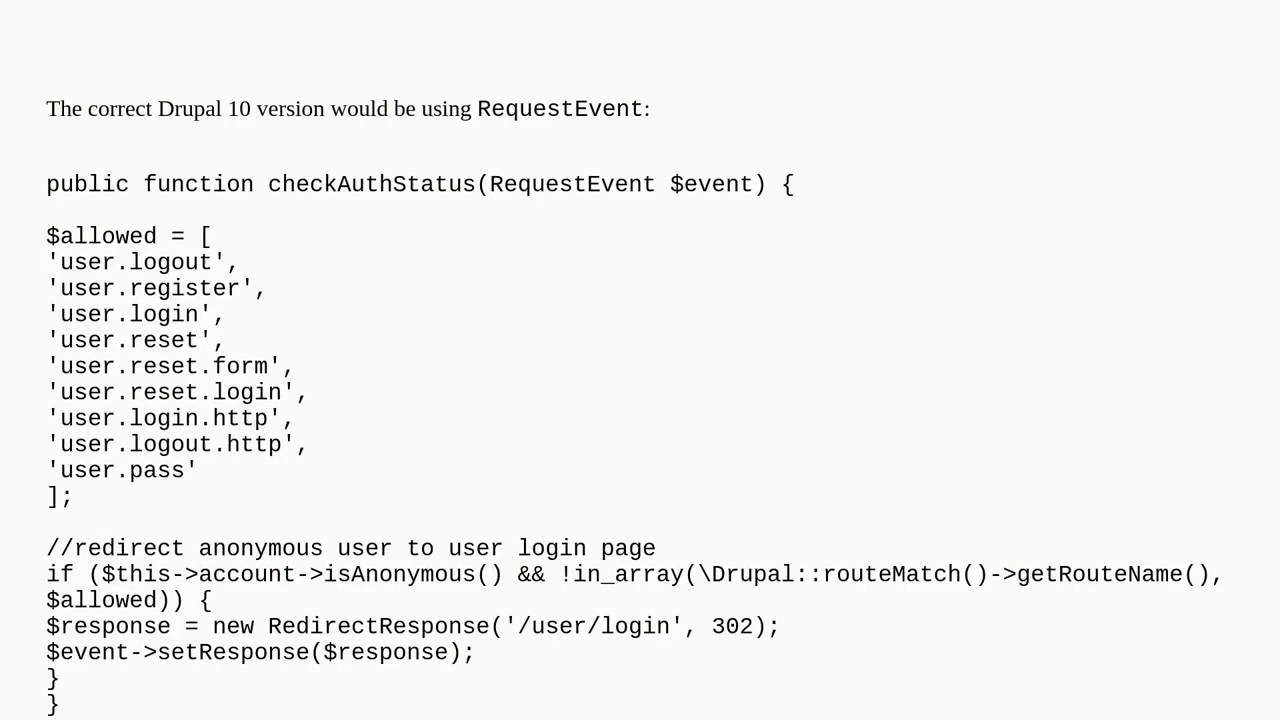 The correct Drupal 10 version would be using RequestEvent:
public function checkAuthStatus(RequestEvent $event) {
$allowed = [
'user.logout',
'user.register',
'user.login',
'user.reset',
'user.reset.form',
'user.reset.login',
'user.login.http',
'user.logout.http',
'user.pass'
];
//redirect anonymous user to user login page
if ($this->account->isAnonymous() && !in_array(\Drupal::routeMatch()->getRouteName(),
$allowed)) {
$response = new RedirectResponse('/user/login', 302);
$event->setResponse($response);
}
}